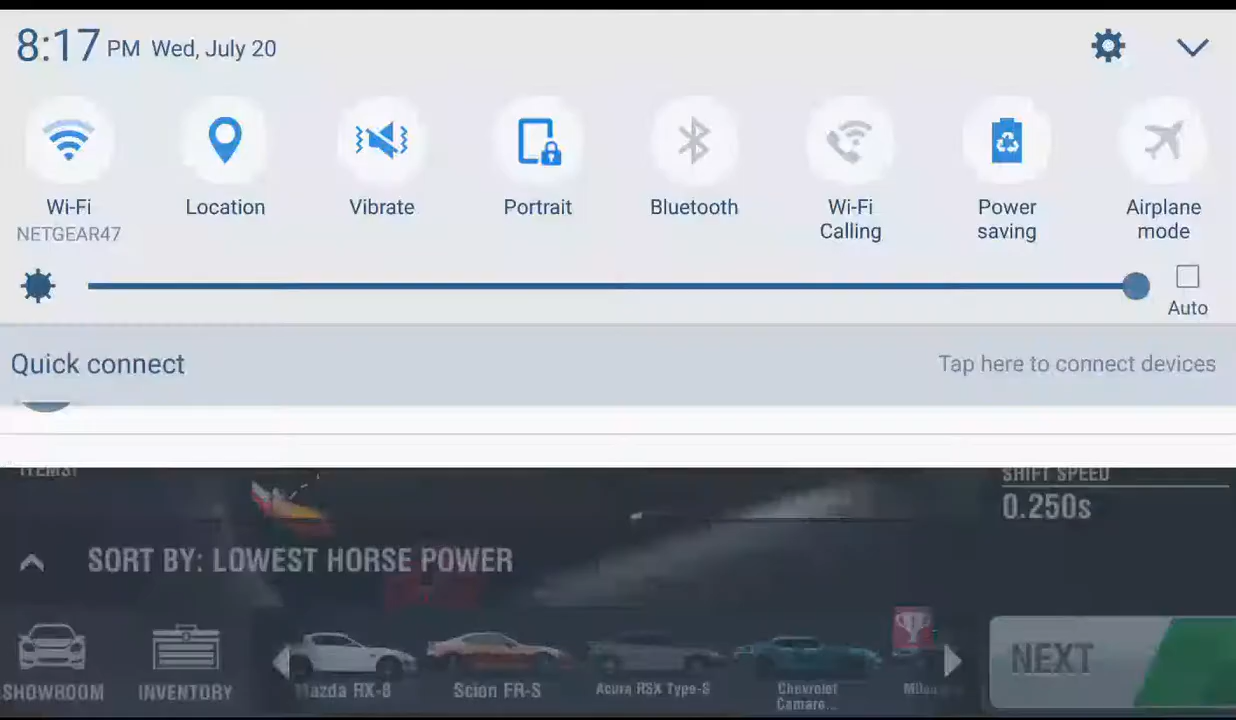 8:17 PM Wed, July 20
Wi-Fi
NETGEAR47
Location
Vibrate
Portrait
Bluetooth
Wi-Fi
Calling
Power
saving
Airplane
mode
Auto
Quick connect
Tap here to connect devices
ITEMS!
SHIFT SPEED
0.250s
SORT BY: LOWEST HORSE POWER
SHOWROOM
INVENTORY
Mazda RX-8
Scion FR-S
Acura RSX Type-S
Chevrolet
Camaro...
NEXT